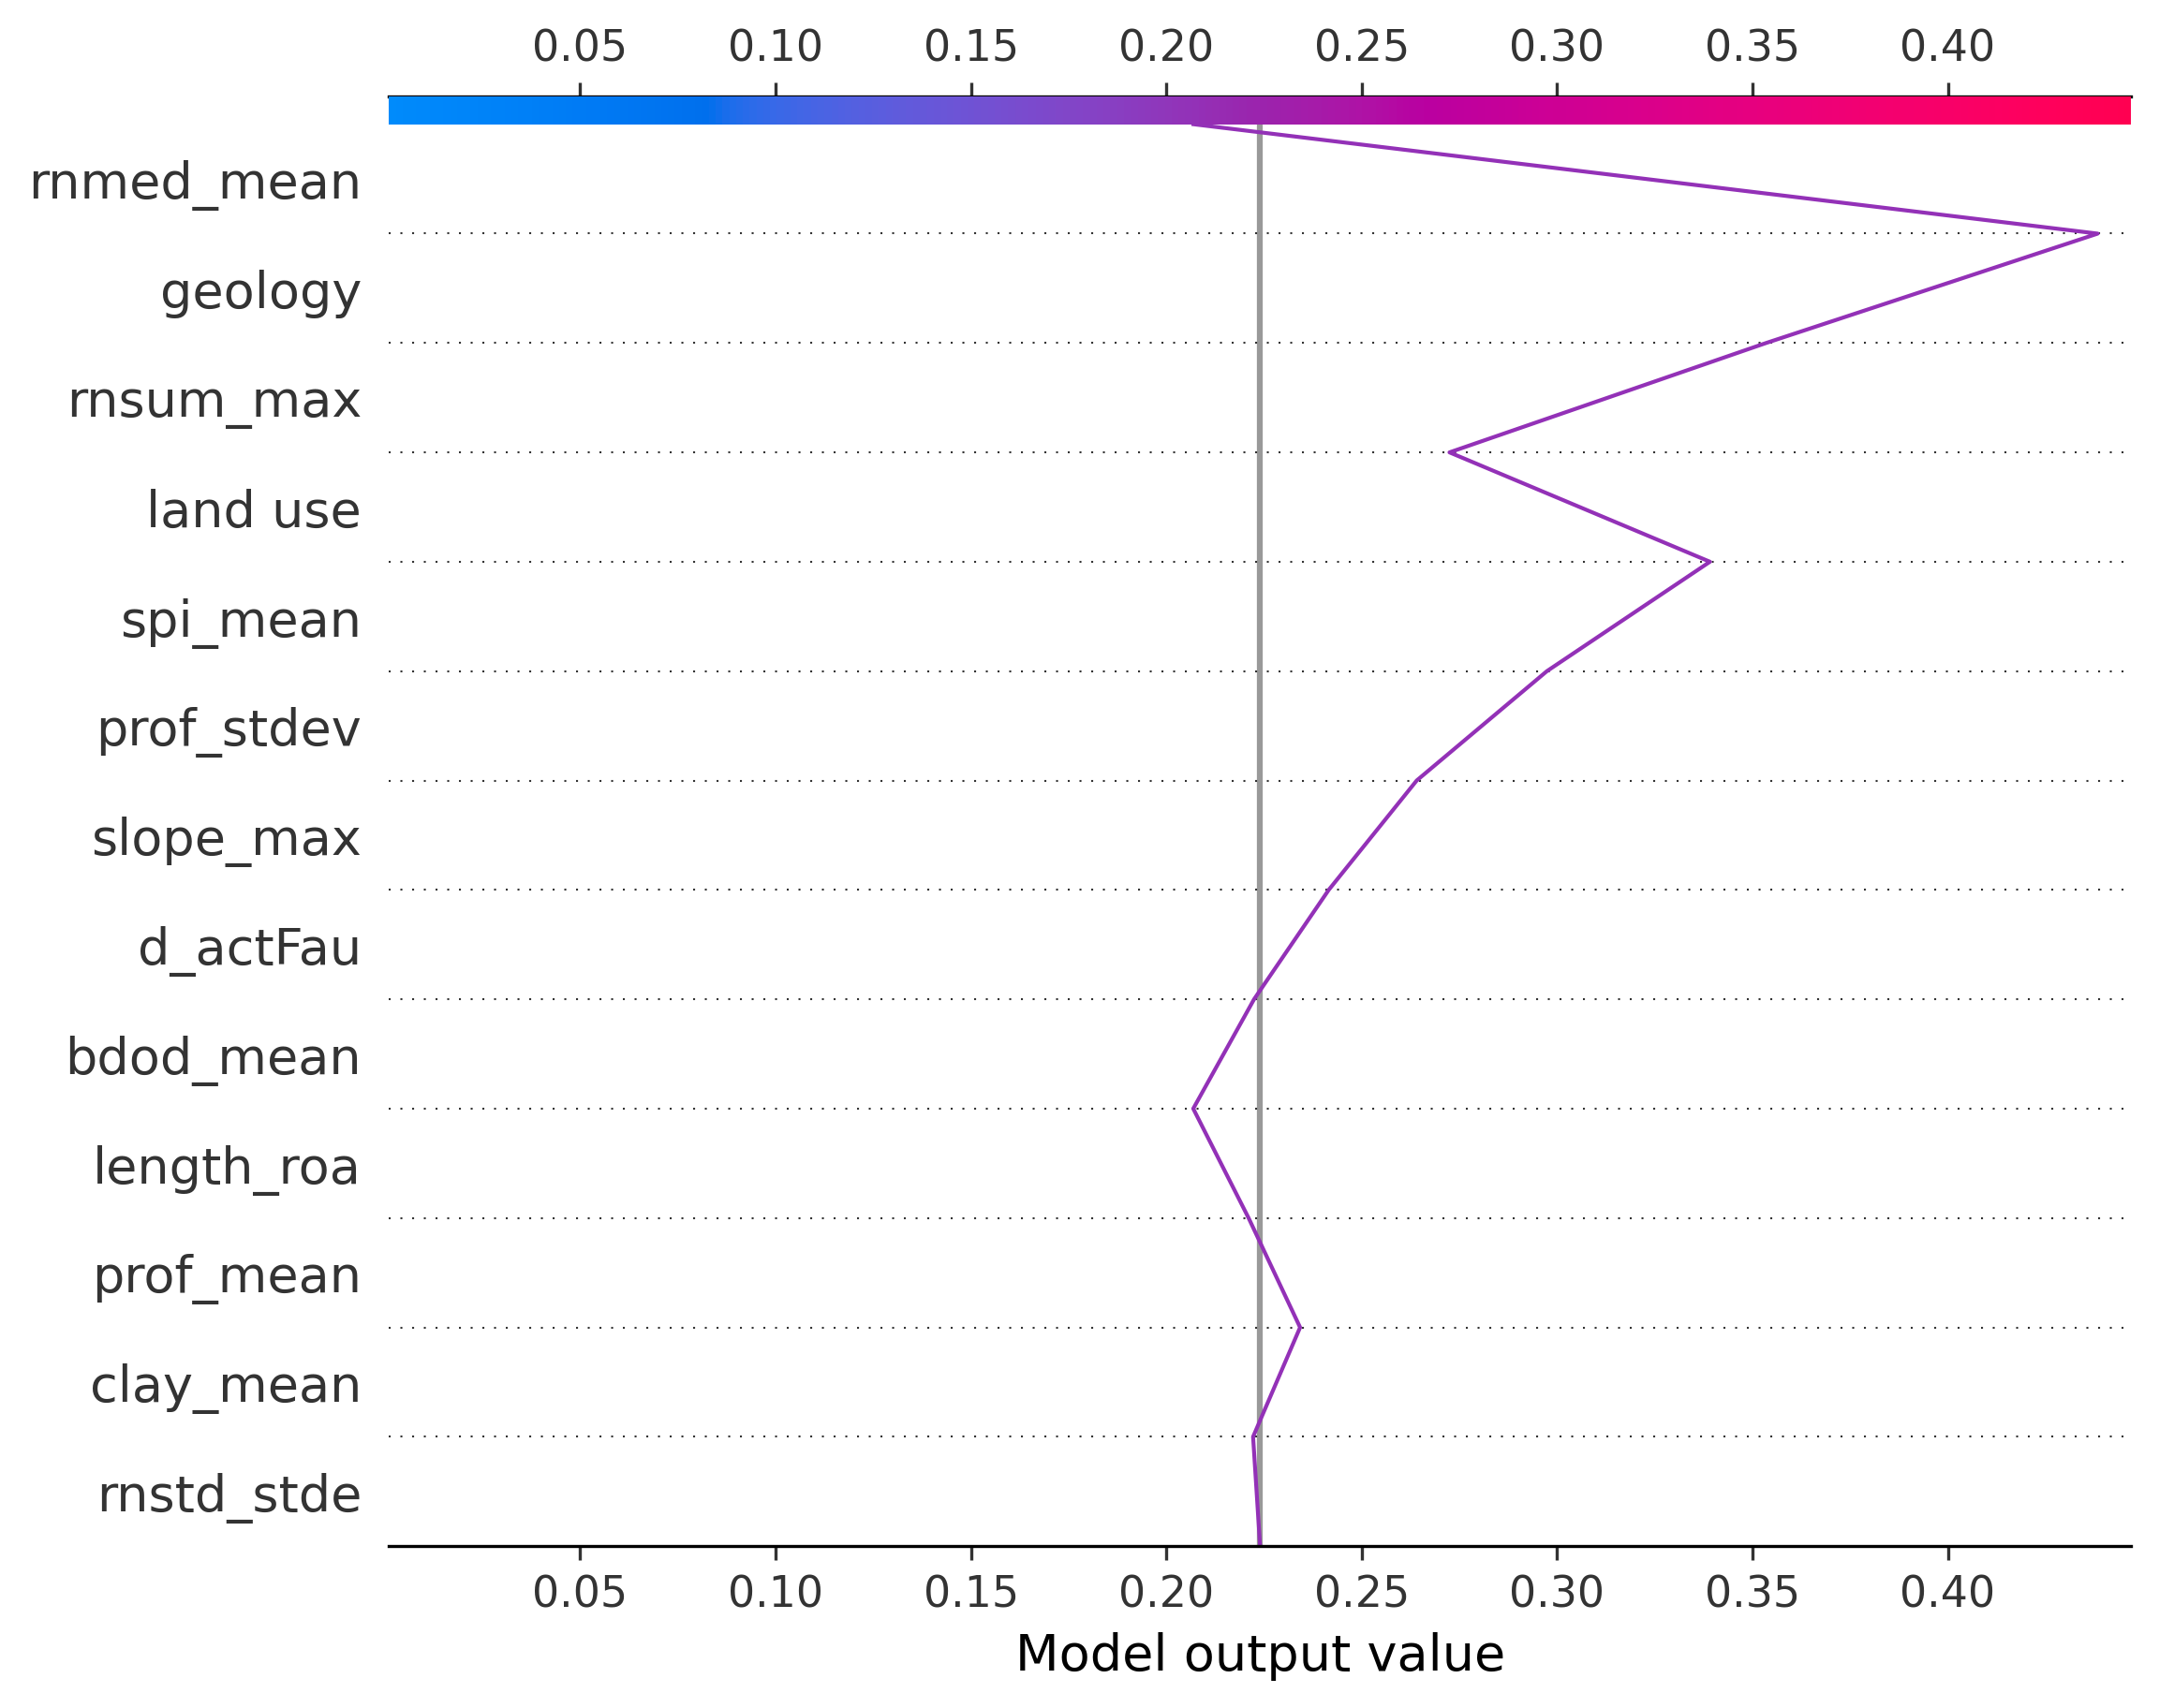 0.05 0.10 0.15 0.20 0.25 0.30 0.35 0.40
rnmed_mean
geology
rnsum_max
land use
spi_mean
prof_stdev
slope_max
d_actFau
bdod_mean
length_roa
prof_mean
clay_mean
rnstd_stde
0.05 0.10 0.15 0.20 0.25 0.30 0.35 0.40
Model output value